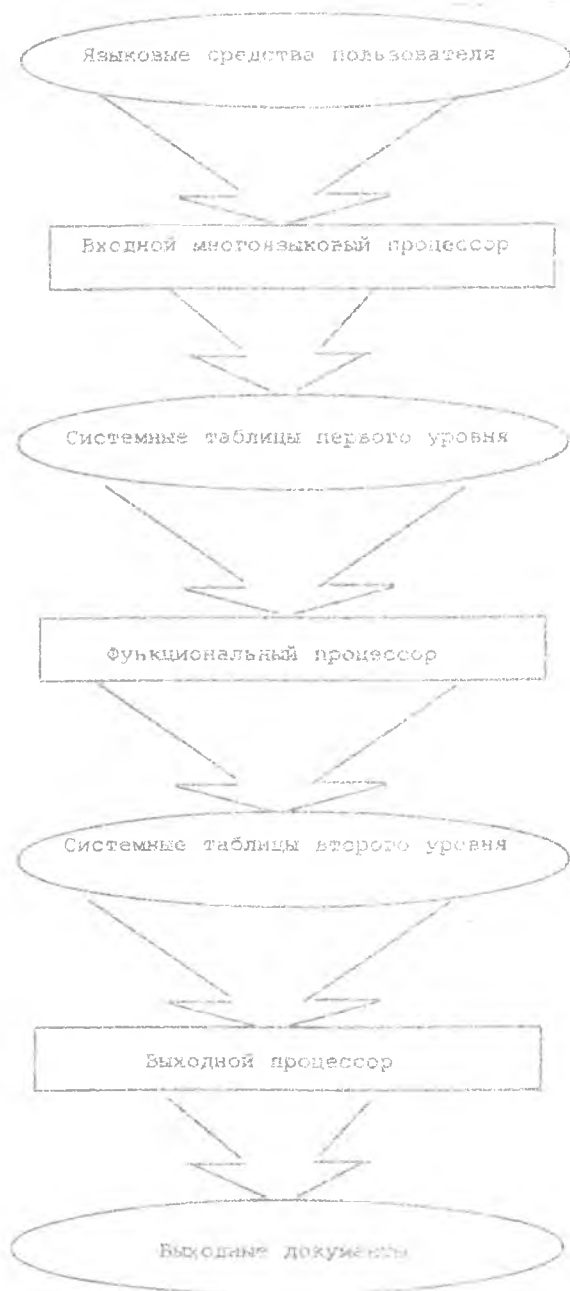 Языковые средства пользователя
Входной многоязыковый процессор
Системные таблицы первого уровня
Функциональный процессор
Системные таблицы второго уровня
Выходной процессор
Выходные документы